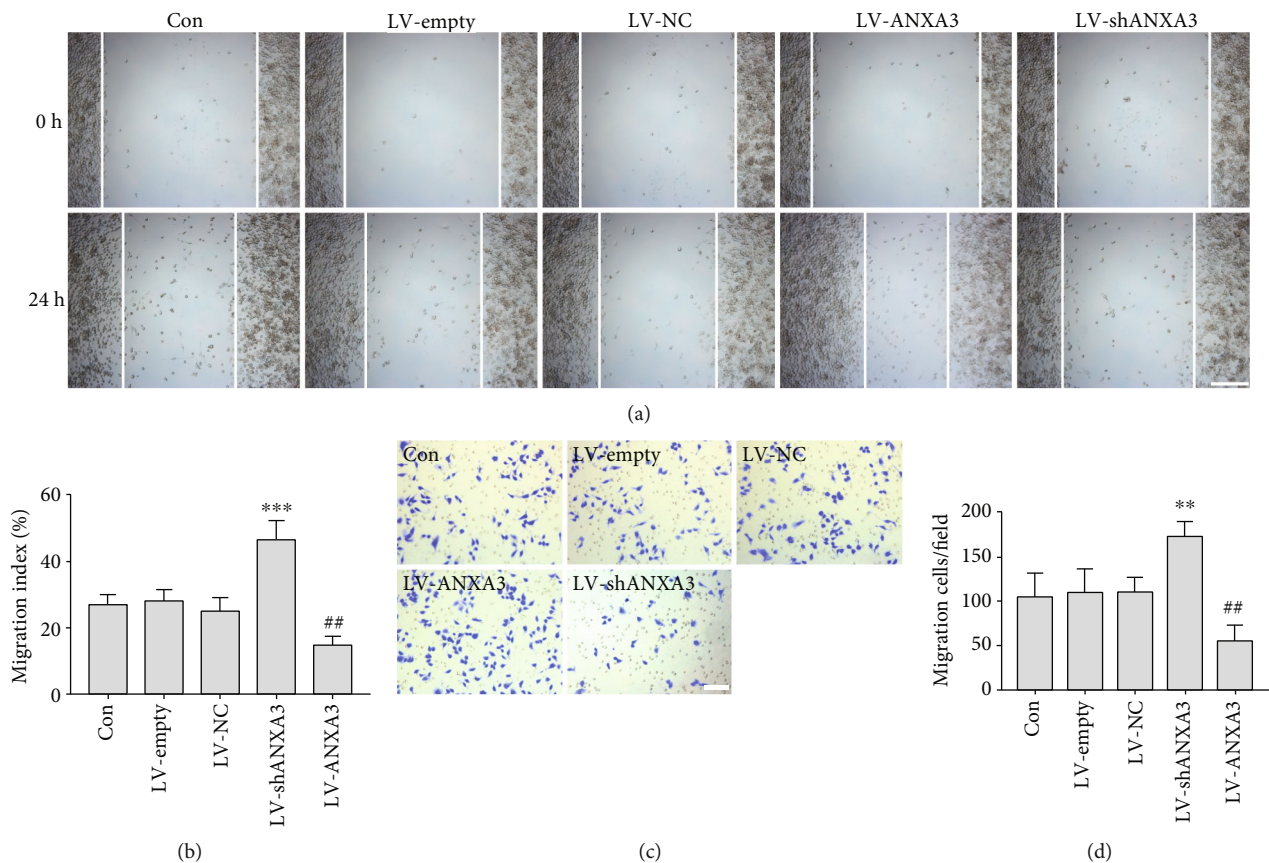 Con LV-empty LV-NC LV-ANXA3 LV-shANXA3
0 h
24 h
(a)
Migration index (%)
60
40
20
0
***
##
Con
LV-empty
LV-NC
LV-shANXA3
LV-ANXA3
(b)
Con LV-empty LV-NC
LV-ANXA3 LV-shANXA3
(c)
Migration cells/field
200
150
100
50
0
**
##
Con
LV-empty
LV-NC
LV-shANXA3
LV-ANXA3
(d)